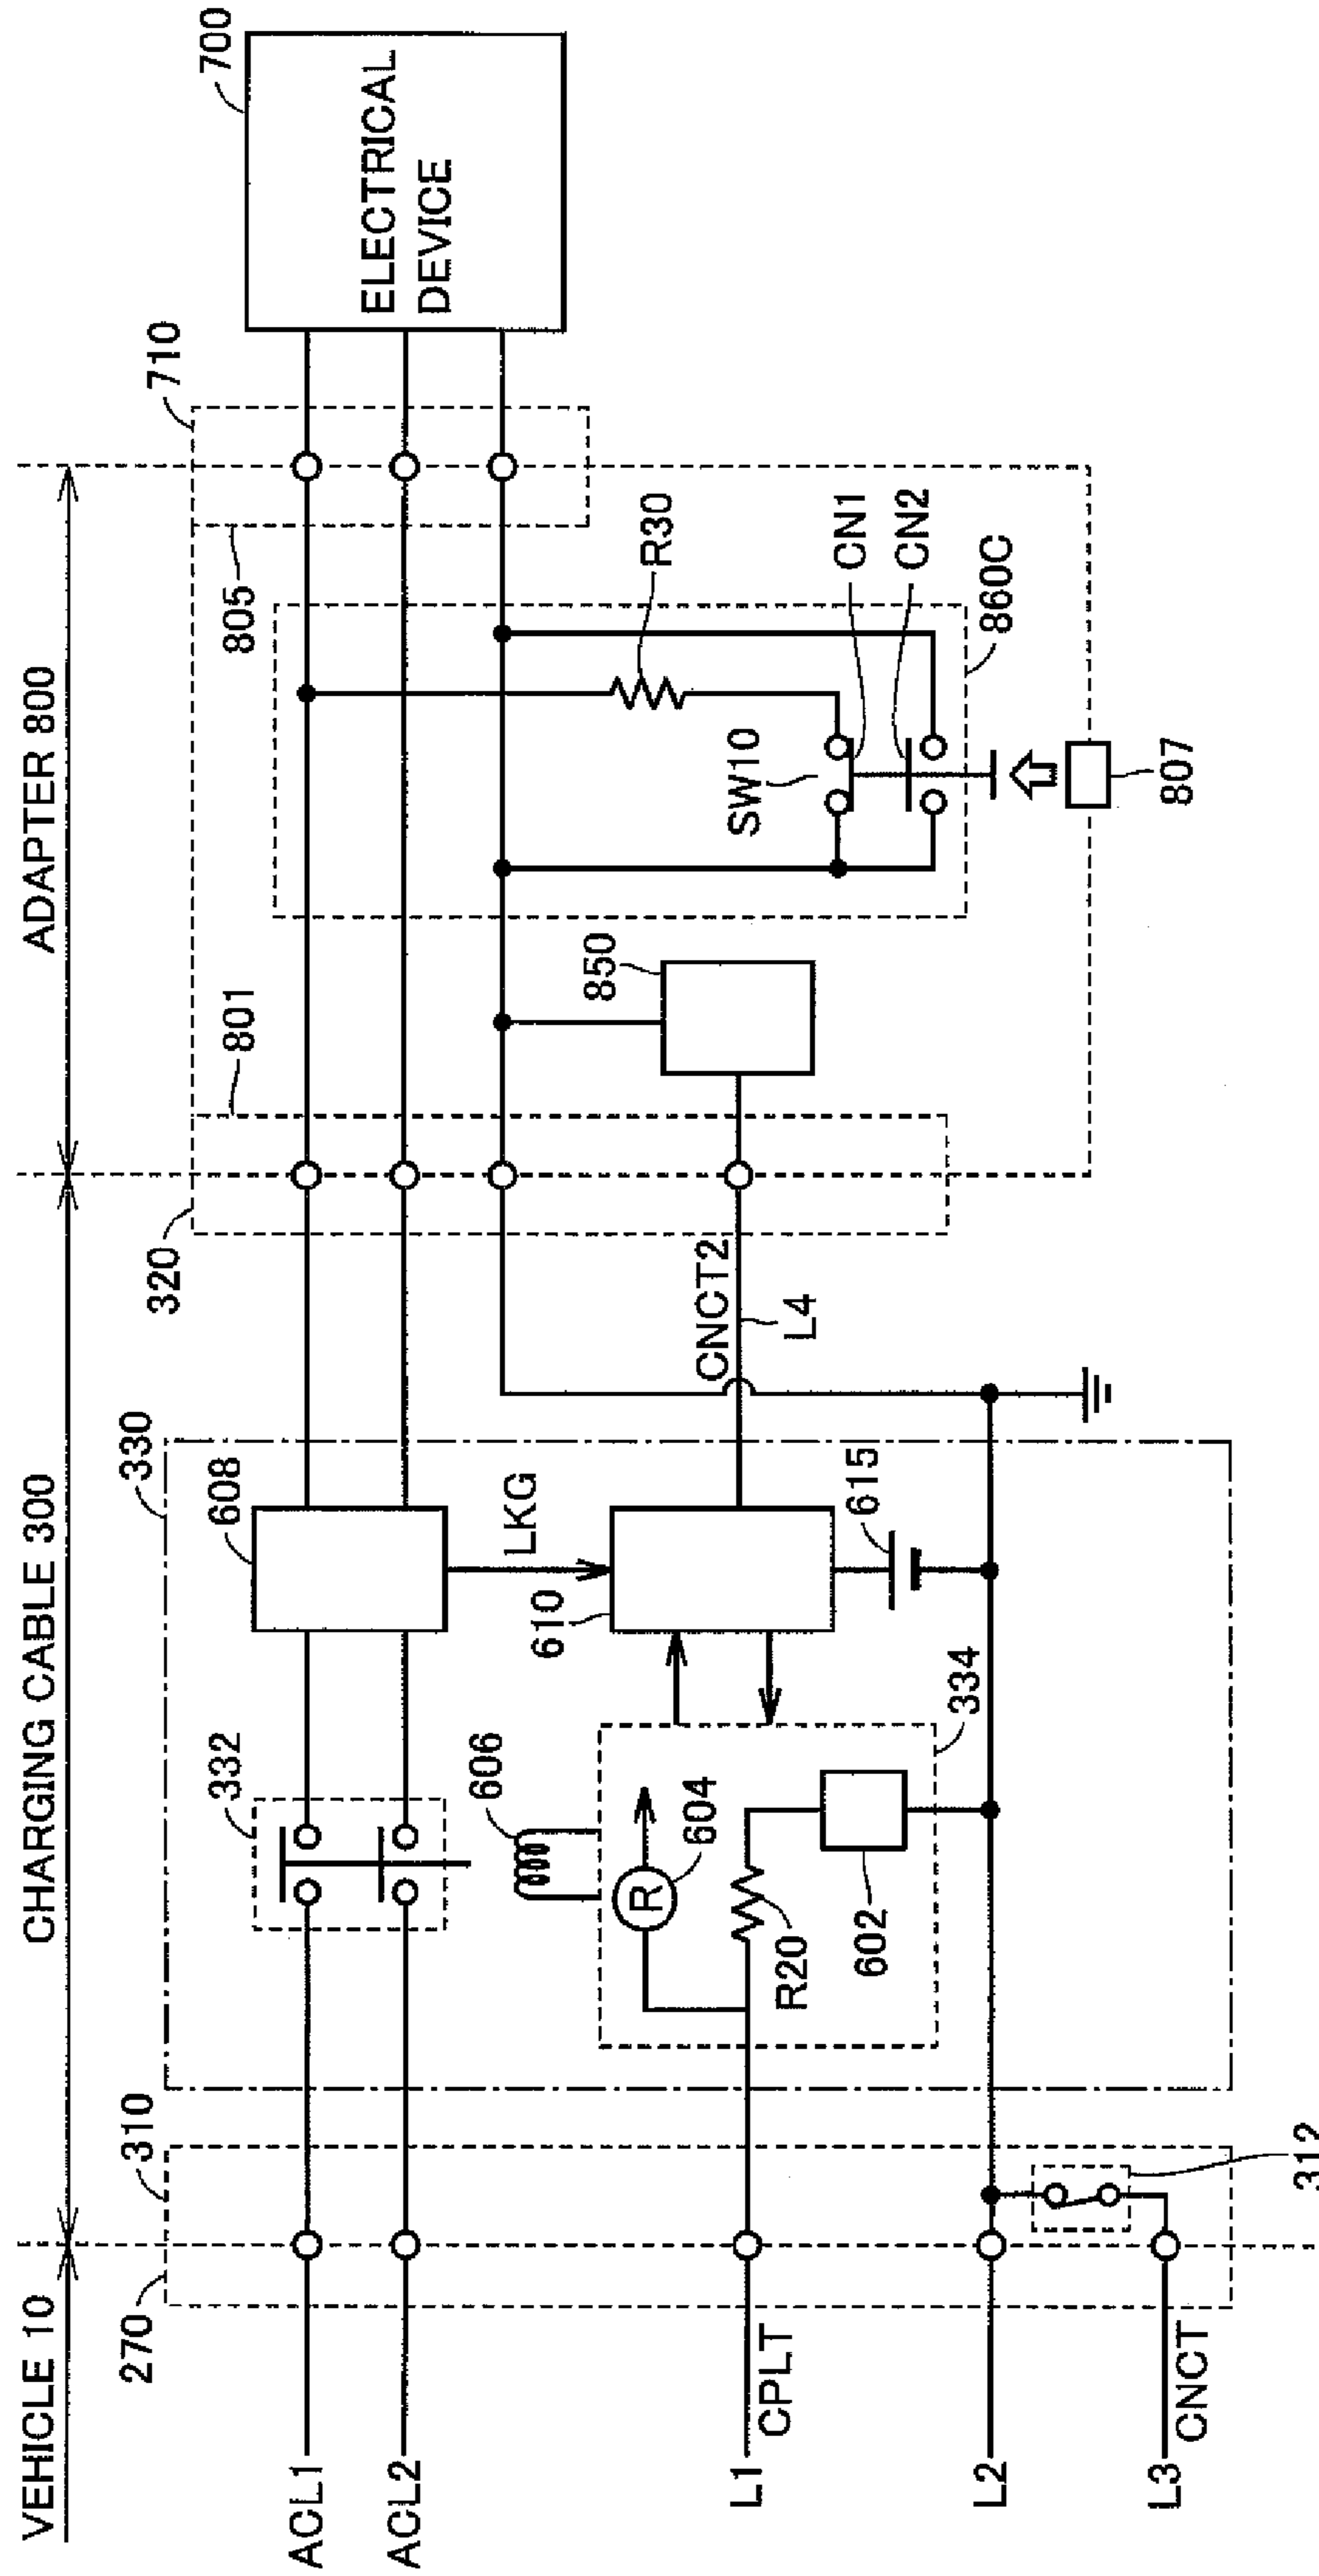 VEHICLE 10
CHARGING CABLE 300
ADAPTER 800
270
310
330
320
801
805
710
700
ACL1
332
608
ELECTRICAL
DEVICE
ACL2
606
LKG
610
R30
604
CNCT2
850
SW10
CN1
L1
CPLT
R
R20
L4
CN2
602
334
615
860C
L2
807
L3
CNCT
312